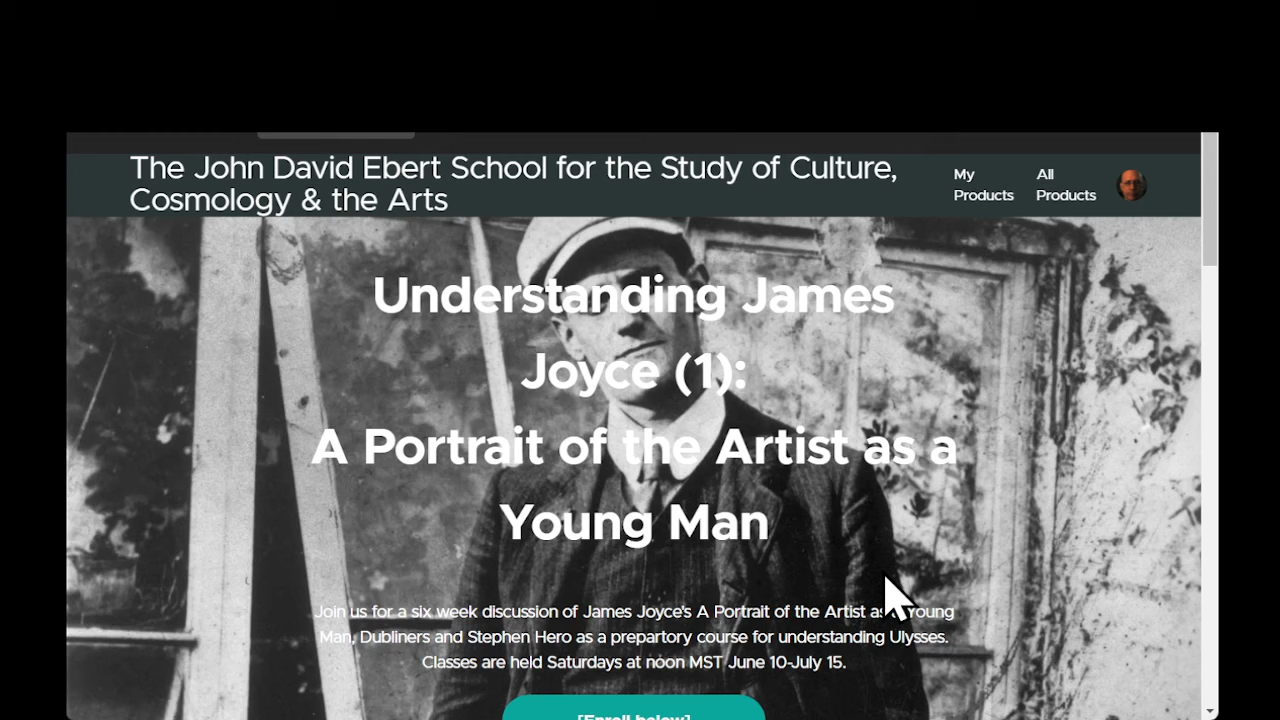 The John David Ebert School for the Study of Culture,
Cosmology & the Arts
My
Products
All
Products
Understanding James
Joyce (1):
A Portrait of the Artist as a
Young Man
Join us for a six week discussion of James Joyce's A Portrait of the Artist as Young
Man, Dubliners and Stephen Hero as a prepartory course for understanding Ulysses.
Classes are held Saturdays at noon MST June 10-July 15.
[Enroll below]